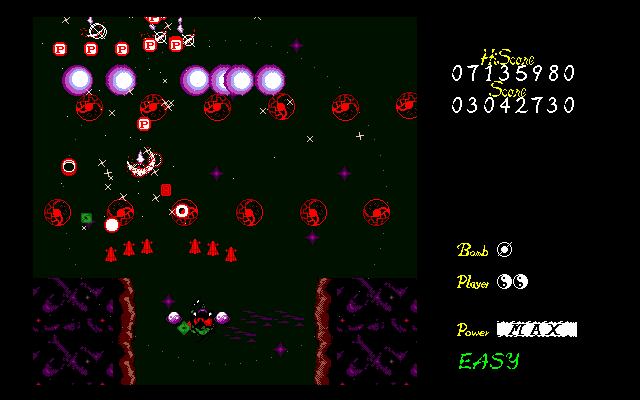 P P P P P
HiScore
07135980
Score
03042730
P
Bomb
Player
Power MAX
EASY